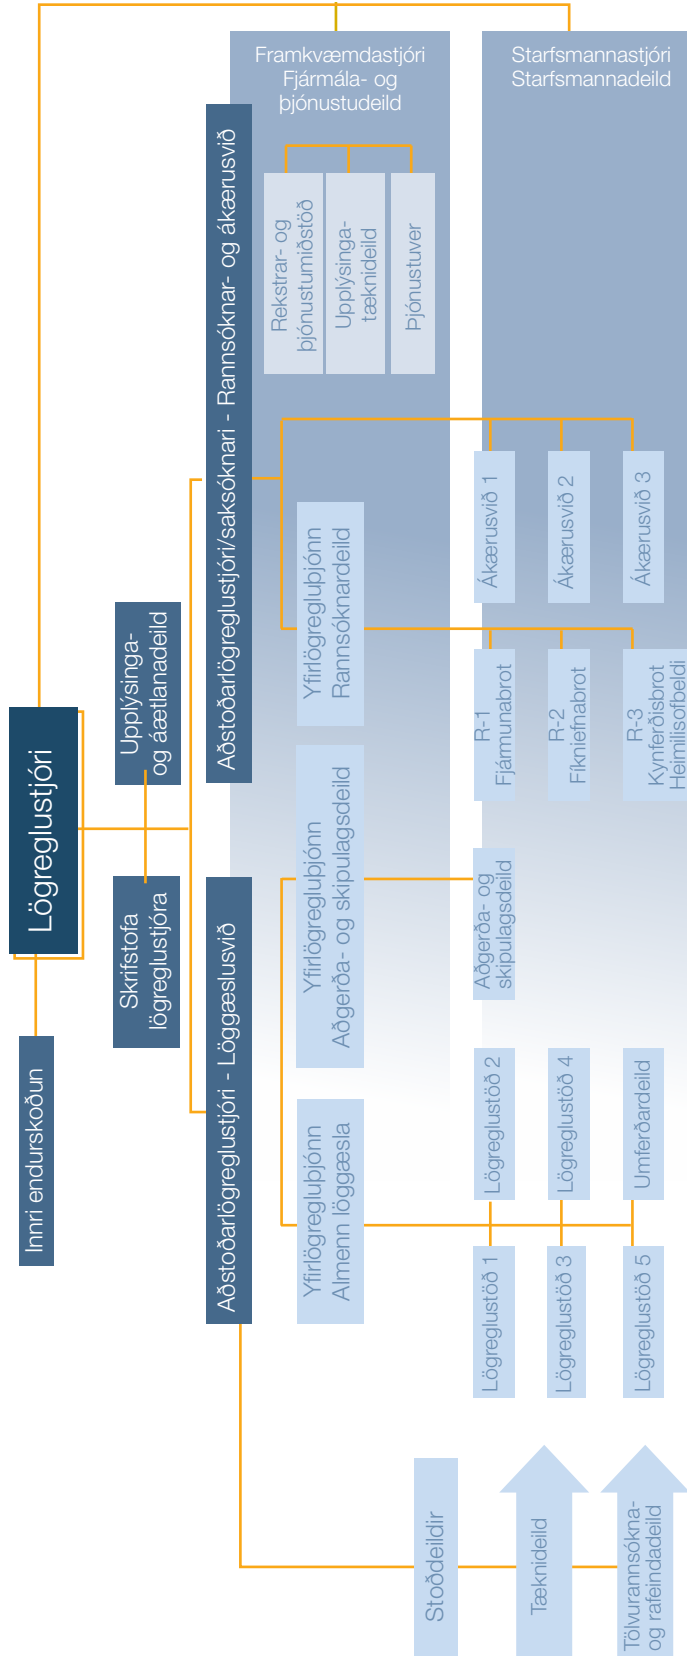 Lögreglustjóri
Innri endurskoðun
Skrifstofa
lögreglustjóra
Upplýsinga-
og áætlanadeild
Aðstoðarlögreglustjóri - Löggæslusvið
Aðstoðarlögreglustjóri/saksóknari - Rannsóknar- og ákærusvið
Framkvæmdastjóri
Fjármála- og
þjónustudeild
Rekstrar- og
þjónustumiðstöð
Upplýsinga-
tæknideild
Þjónustuver
Starfsmannastjóri
Starfsmannadeild
Yfirlögregluþjónn
Almenn löggæsla
Yfirlögregluþjónn
Aðgerða- og skipulagsdeild
Yfirlögregluþjónn
Rannsóknardeild
Stoðdeildir
Tæknideild
Tölvurannsókna-
og rafeindadeild
Lögreglustöð 1
Lögreglustöð 2
Lögreglustöð 3
Lögreglustöð 4
Lögreglustöð 5
Umferðardeild
Aðgerða- og
skipulagsdeild
R-1
Fjármunabrot
R-2
Fíkniefnabrot
R-3
Kynferðisbrot
Heimilisofbeldi
Ákærusvið 1
Ákærusvið 2
Ákærusvið 3